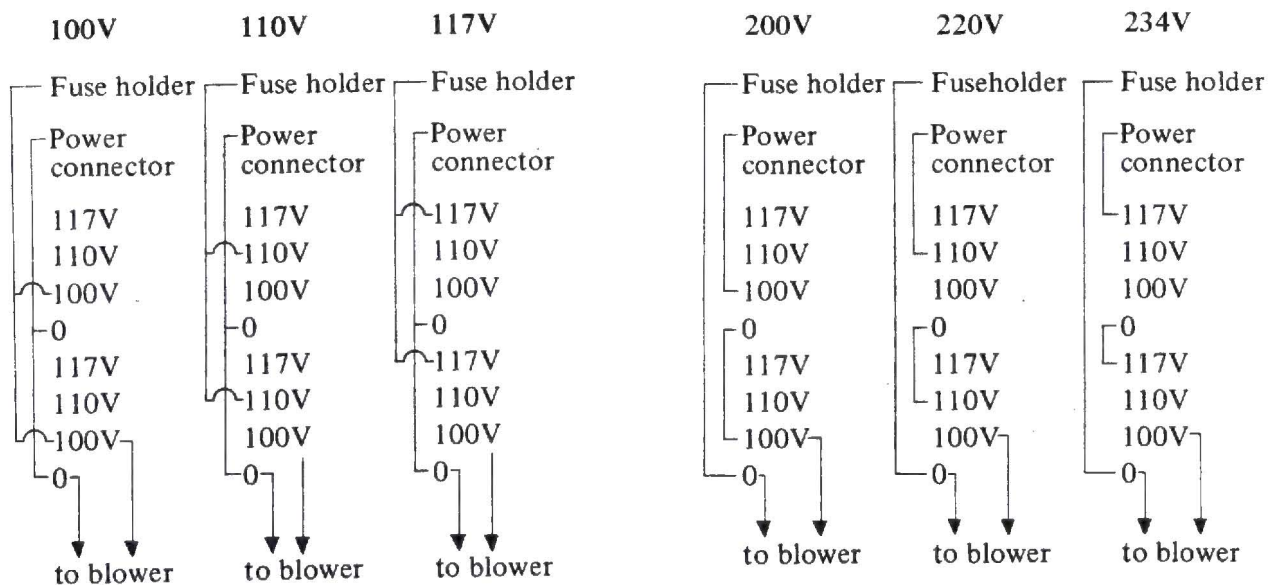 100V
Fuse holder
Power
connector
117V
110V
100V
0
117V
110V
100V
0
to blower
110V
Fuse holder
Power
connector
117V
110V
100V
0
117V
110V
100V
0
to blower
117V
Fuse holder
Power
connector
117V
110V
100V
0
117V
110V
100V
0
to blower
200V
Fuse holder
Power
connector
117V
110V
100V
0
117V
110V
100V
0
to blower
220V
Fuseholder
Power
connector
117V
110V
100V
0
117V
110V
100V
0
to blower
234V
Fuse holder
Power
connector
117V
110V
100V
0
117V
110V
100V
0
to blower